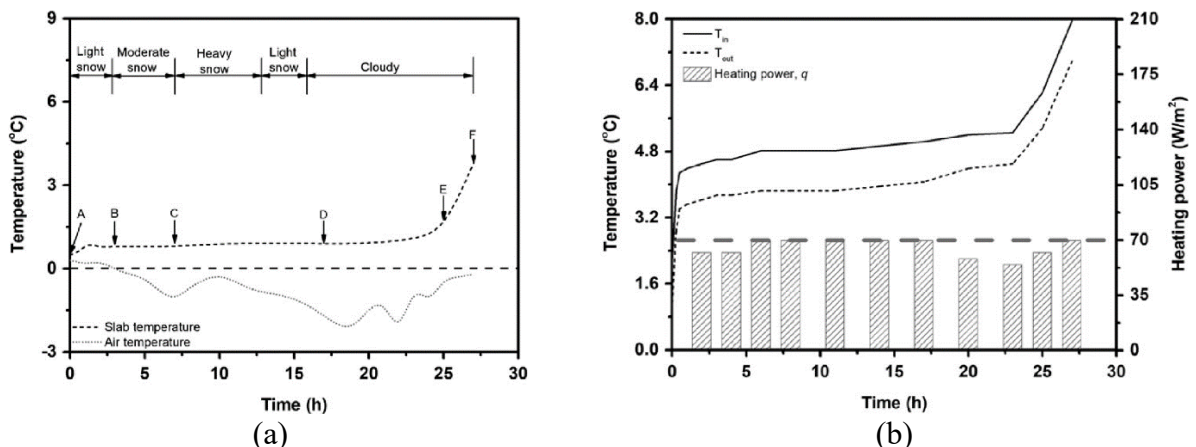 9
6
3
0
-3
0
5
10
15
20
25
30
Temperature (°C)
Time (h)
Light
snow
Moderate
snow
Heavy
snow
Light
snow
Cloudy
A
B
C
D
E
F
Slab temperature
Air temperature
(a)
8.0
6.4
4.8
3.2
1.6
0.0
0
5
10
15
20
25
30
210
175
140
105
70
35
0
Temperature (°C)
Heating power (W/m²)
Time (h)
T in
T out
Heating power, q
(b)